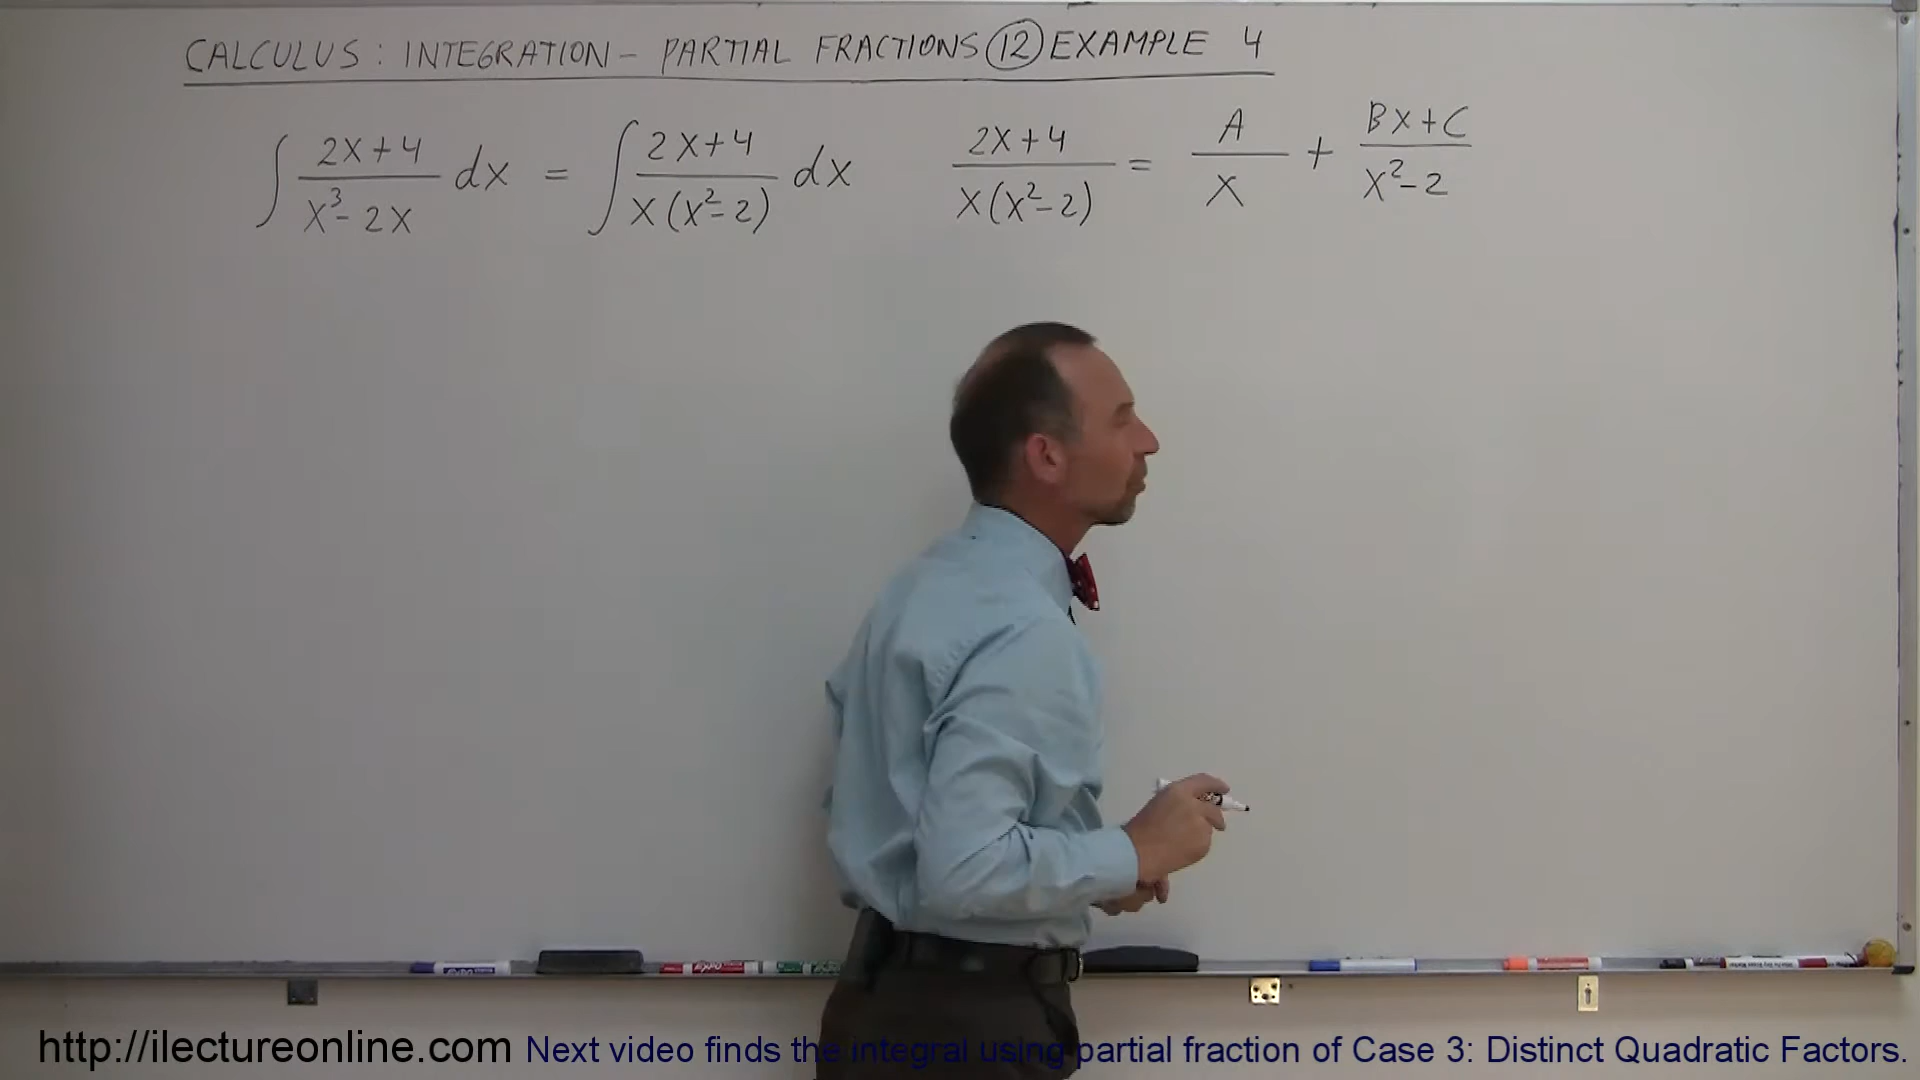 CALCULUS: INTEGRATION – PARTIAL FRACTIONS (12) EXAMPLE 4
∫ (2X+4)/(X³-2X) dx = ∫ (2X+4)/(X(X²-2)) dx    (2X+4)/(X(X²-2)) = A/X + (BX+C)/(X²-2)
http://ilectureonline.com Next video finds the integral using partial fraction of Case 3: Distinct Quadratic Factors.